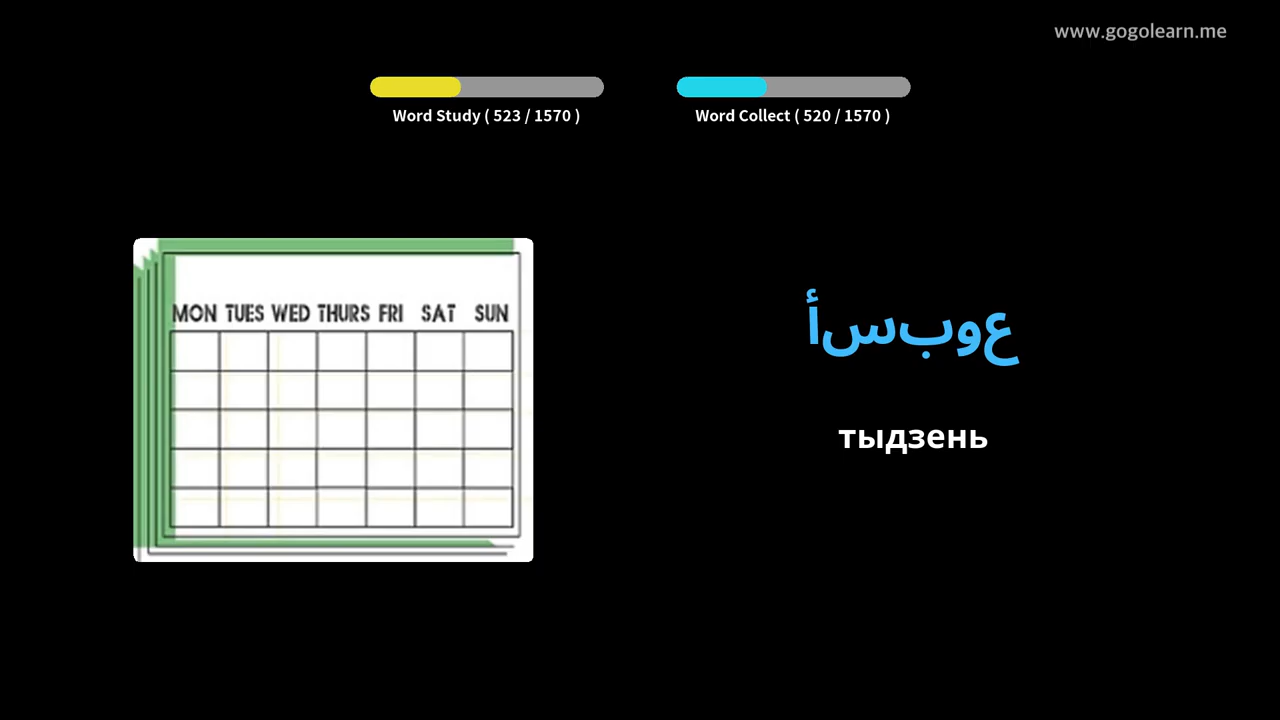 www.gogolearn.me
Word Study ( 523 / 1570 )
Word Collect ( 520 / 1570 )
MON TUES WED THURS FRI SAT SUN
أسبوع
тыдзень